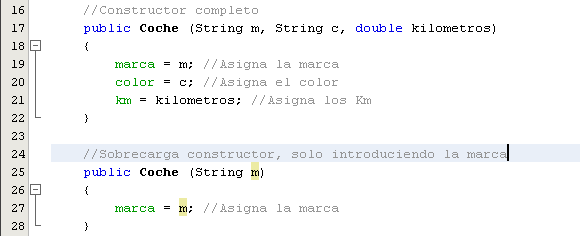 16 //Constructor completo
17 public Coche (String m, String c, double kilometros)
18 {
19 marca = m; //Asigna la marca
20 color = c; //Asigna el color
21 km = kilometros; //Asigna los Km
22 }
23
24 //Sobrecarga constructor, solo introduciendo la marca
25 public Coche (String m)
26 {
27 marca = m; //Asigna la marca
28 }